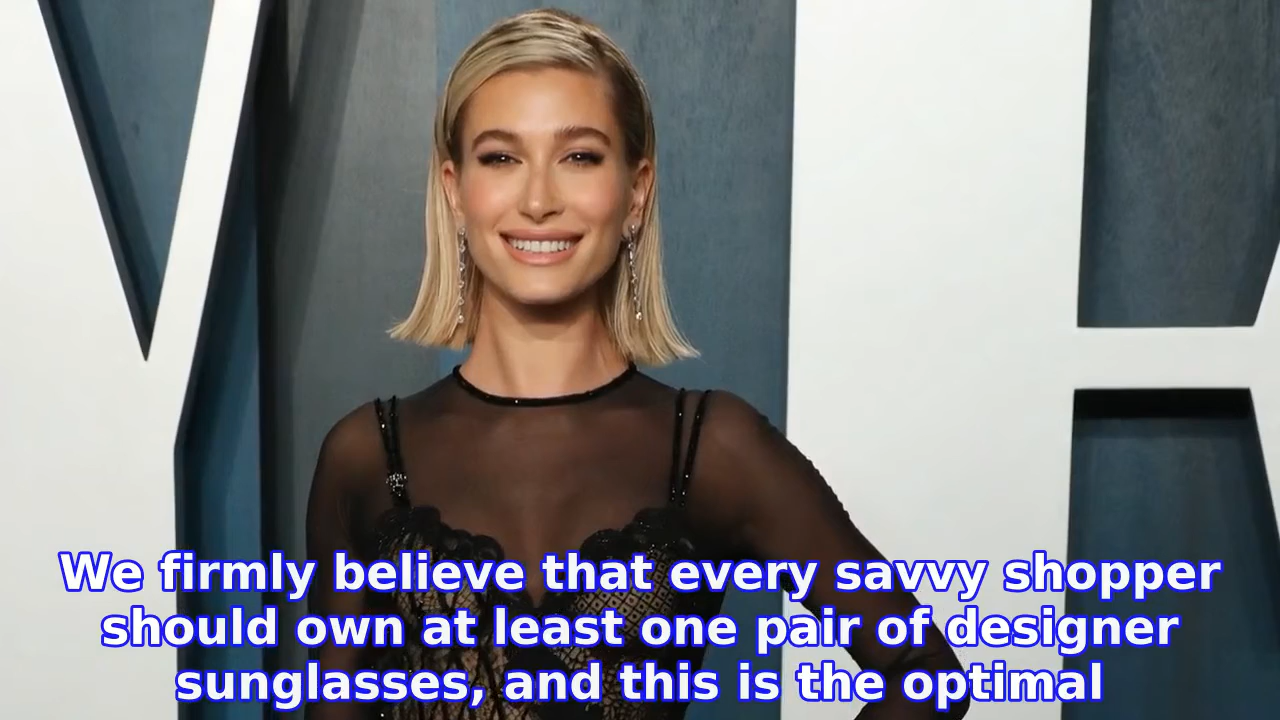 We firmly believe that every savvy shopper
should own at least one pair of designer
sunglasses, and this is the optimal